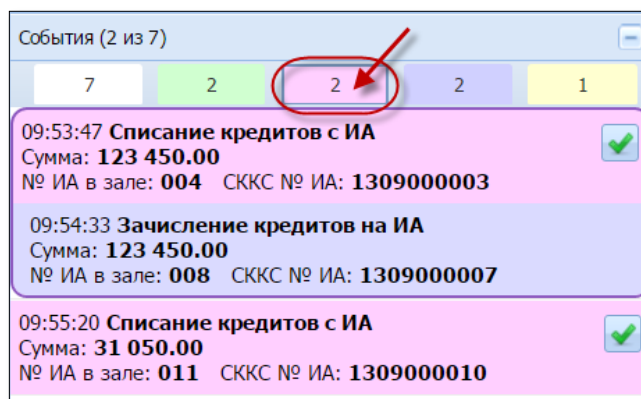 События (2 из 7)
7 2 2 2 1
09:53:47 Списание кредитов с ИА
Сумма: 123 450.00
№ ИА в зале: 004 СККС № ИА: 1309000003
09:54:33 Зачисление кредитов на ИА
Сумма: 123 450.00
№ ИА в зале: 008 СККС № ИА: 1309000007
09:55:20 Списание кредитов с ИА
Сумма: 31 050.00
№ ИА в зале: 011 СККС № ИА: 1309000010